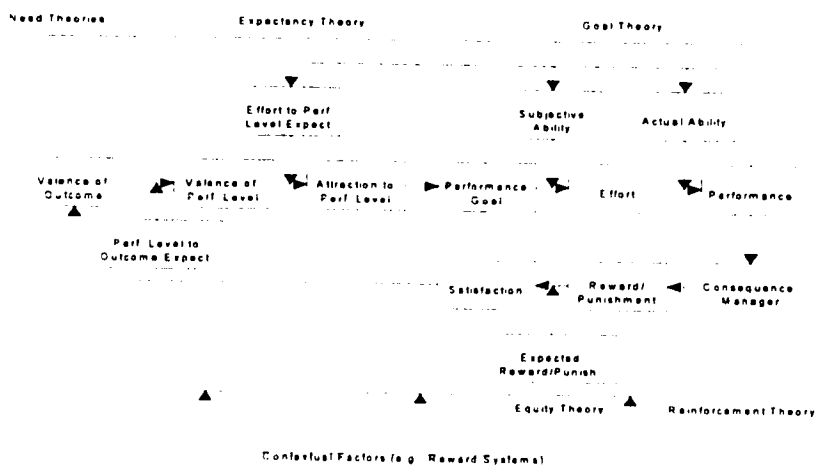 Need Theories
Expectancy Theory
Goal Theory
Effort to Perf
Level Expect
Subjective
Ability
Actual Ability
Valence of
Outcome
Valence of
Perf Level
Attraction to
Perf Level
Performance
Goal
Effort
Performance
Perf. Level to
Outcome Expect
Satisfaction
Reward/
Punishment
Consequence
Manager
Expected
Reward/Punish
Equity Theory
Reinforcement Theory
Contextual Factors (e.g. Reward Systems)